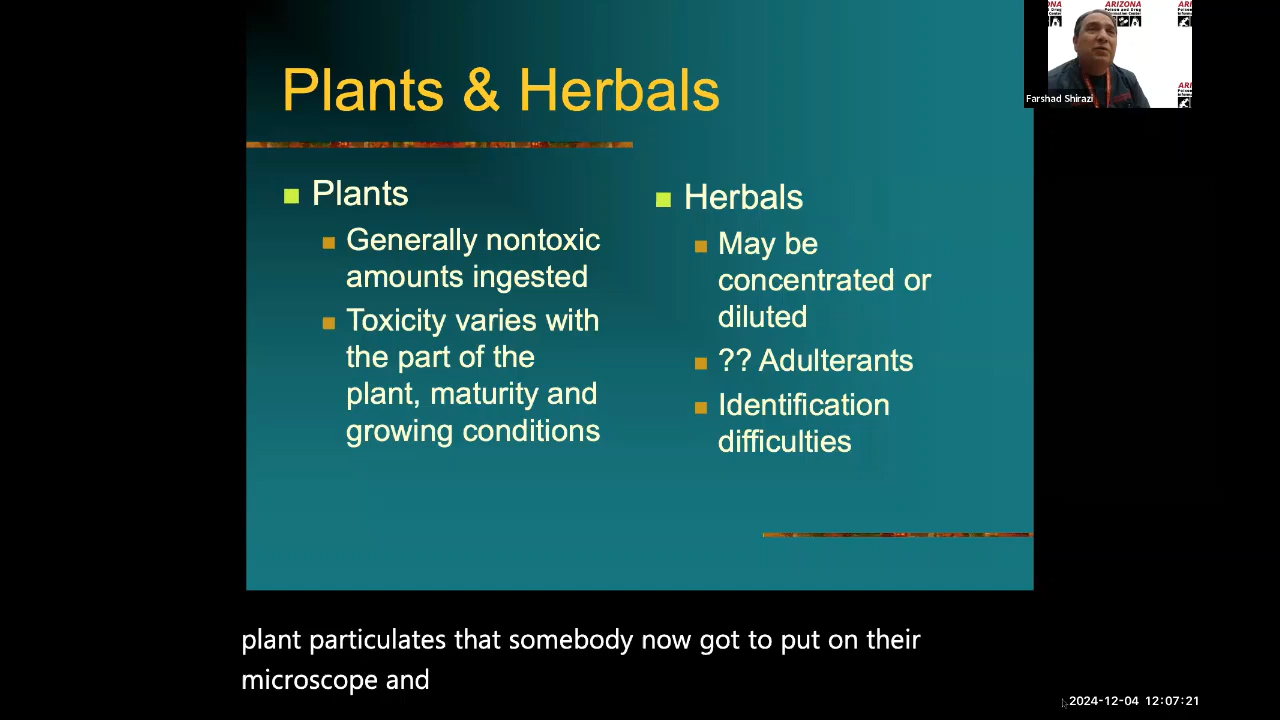 Plants & Herbals
Plants
Generally nontoxic
amounts ingested
Toxicity varies with
the part of the
plant, maturity and
growing conditions
Herbals
May be
concentrated or
diluted
?? Adulterants
Identification
difficulties
ARIZONA
Farshad Shirazi
plant particulates that somebody now got to put on their
microscope and
2024-12-04 12:07:21